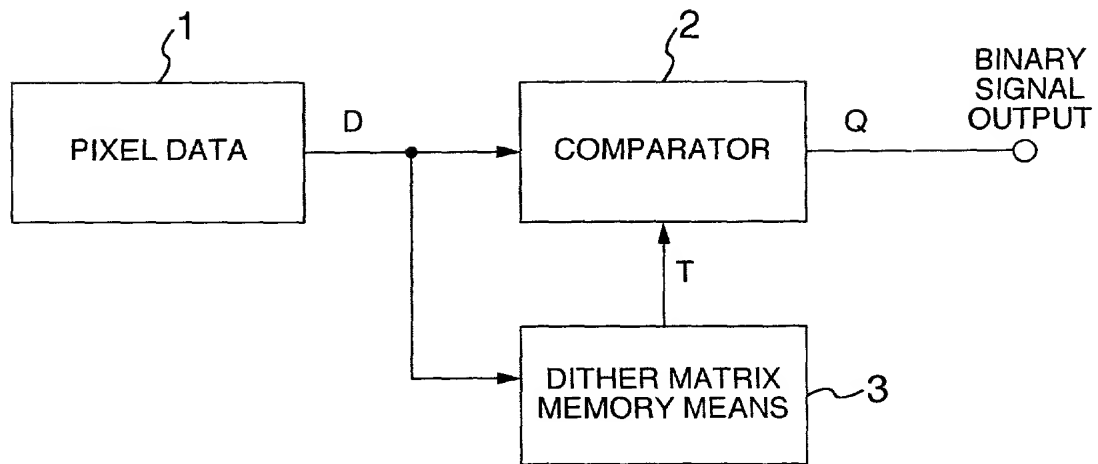 1
2
BINARY
SIGNAL
OUTPUT
PIXEL DATA
D
COMPARATOR
Q
T
DITHER MATRIX
MEMORY MEANS
3